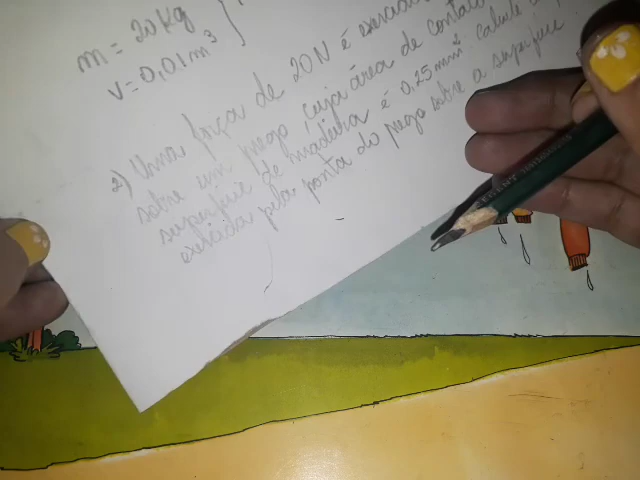 m = 20 Kg
V = 0,01 m³
2) Uma força de 20 N é
sobre um prego cuja área de contato
superfície de madeira é 0,25 mm² calcule
exercida pela ponta do prego sobre a superfície